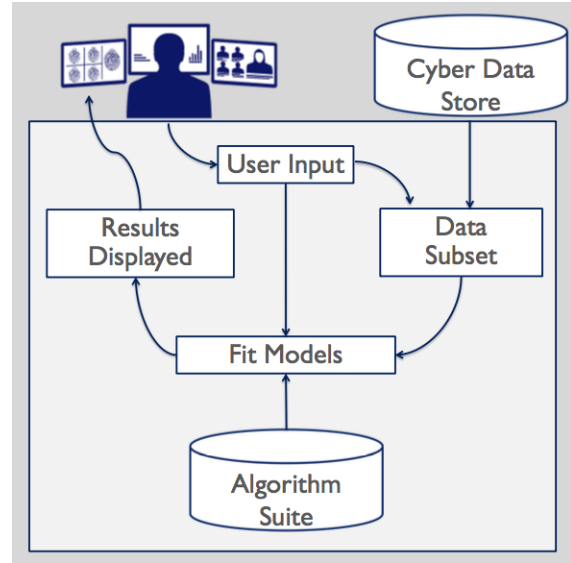 Cyber Data
Store
User Input
Results
Displayed
Data
Subset
Fit Models
Algorithm
Suite